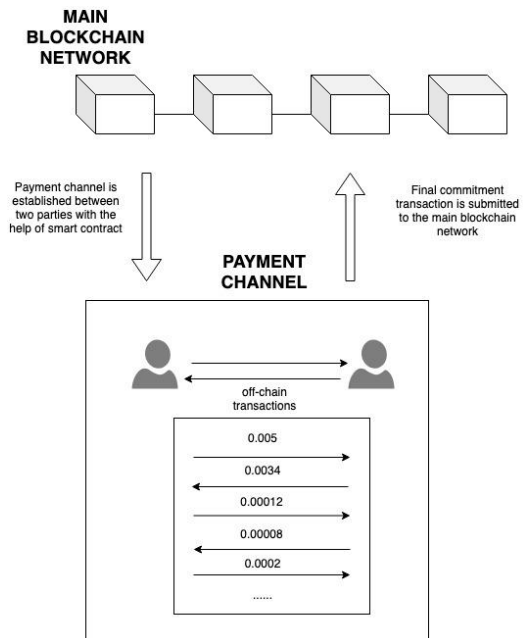 MAIN
BLOCKCHAIN
NETWORK
Payment channel is
established between
two parties with the
help of smart contract
Final commitment
transaction is submitted
to the main blockchain
network
PAYMENT
CHANNEL
off-chain
transactions
0.005
0.0034
0.00012
0.00008
0.0002
......